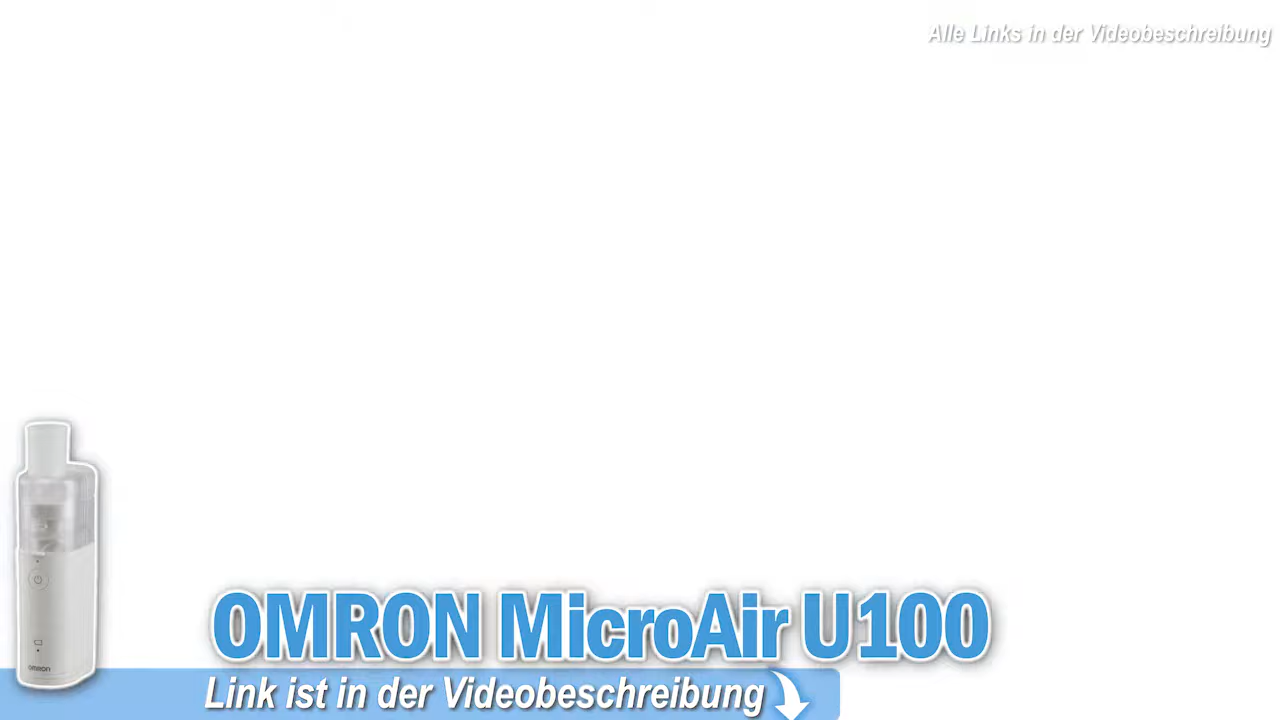 Alle Links in der Videobeschreibung
OMRON MicroAir U100
OMRON
Link ist in der Videobeschreibung